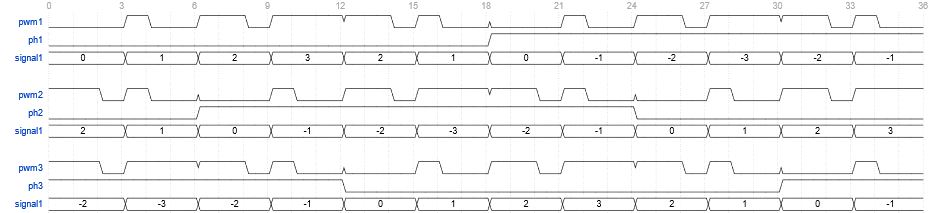 0 3 6 9 12 15 18 21 24 27 30 33 36
pwm1
ph1
signal1 0 1 2 3 2 1 0 -1 -2 -3 -2 -1
pwm2
ph2
signal1 2 1 0 -1 -2 -3 -2 -1 0 1 2 3
pwm3
ph3
signal1 -2 -3 -2 -1 0 1 2 3 2 1 0 -1